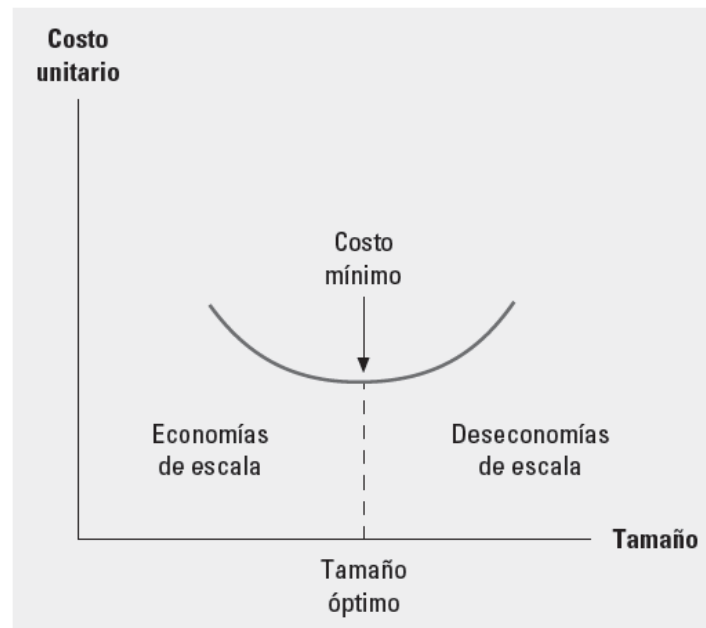 Costo
unitario
Costo
mínimo
Economías
de escala
Deseconomías
de escala
Tamaño
Tamaño
óptimo